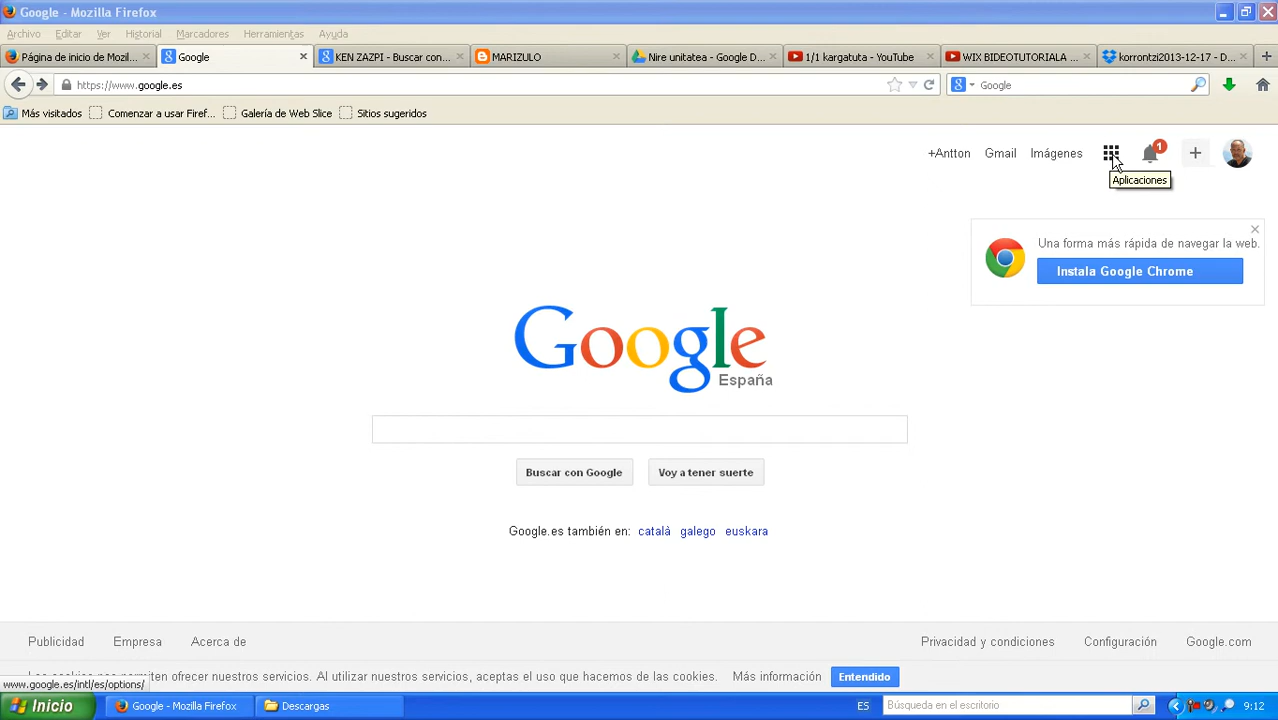 Google - Mozilla Firefox
Archivo Editar Ver Historial Marcadores Herramientas Ayuda
Página de inicio de Mozil... Google KEN ZAZPI - Buscar con... MARIZULO Nire unitatea - Google D... 1/1 kargatuta - YouTube WIX BIDEOTUTORIALA ... korrontzi2013-12-17 - D...
https://www.google.es Google
Más visitados Comenzar a usar Firef... Galería de Web Slice Sitios sugeridos
+Antton Gmail Imágenes 1
Aplicaciones
Una forma más rápida de navegar la web.
Instala Google Chrome
Google
España
Buscar con Google Voy a tener suerte
Google.es también en: català galego euskara
Publicidad Empresa Acerca de Privacidad y condiciones Configuración Google.com
Las cookies nos permiten ofrecer nuestros servicios. Al utilizar nuestros servicios, aceptas el uso que hacemos de las cookies. Más información Entendido
www.google.es/intl/es/options/
Inicio Google - Mozilla Firefox Descargas ES Búsqueda en el escritorio 9:12